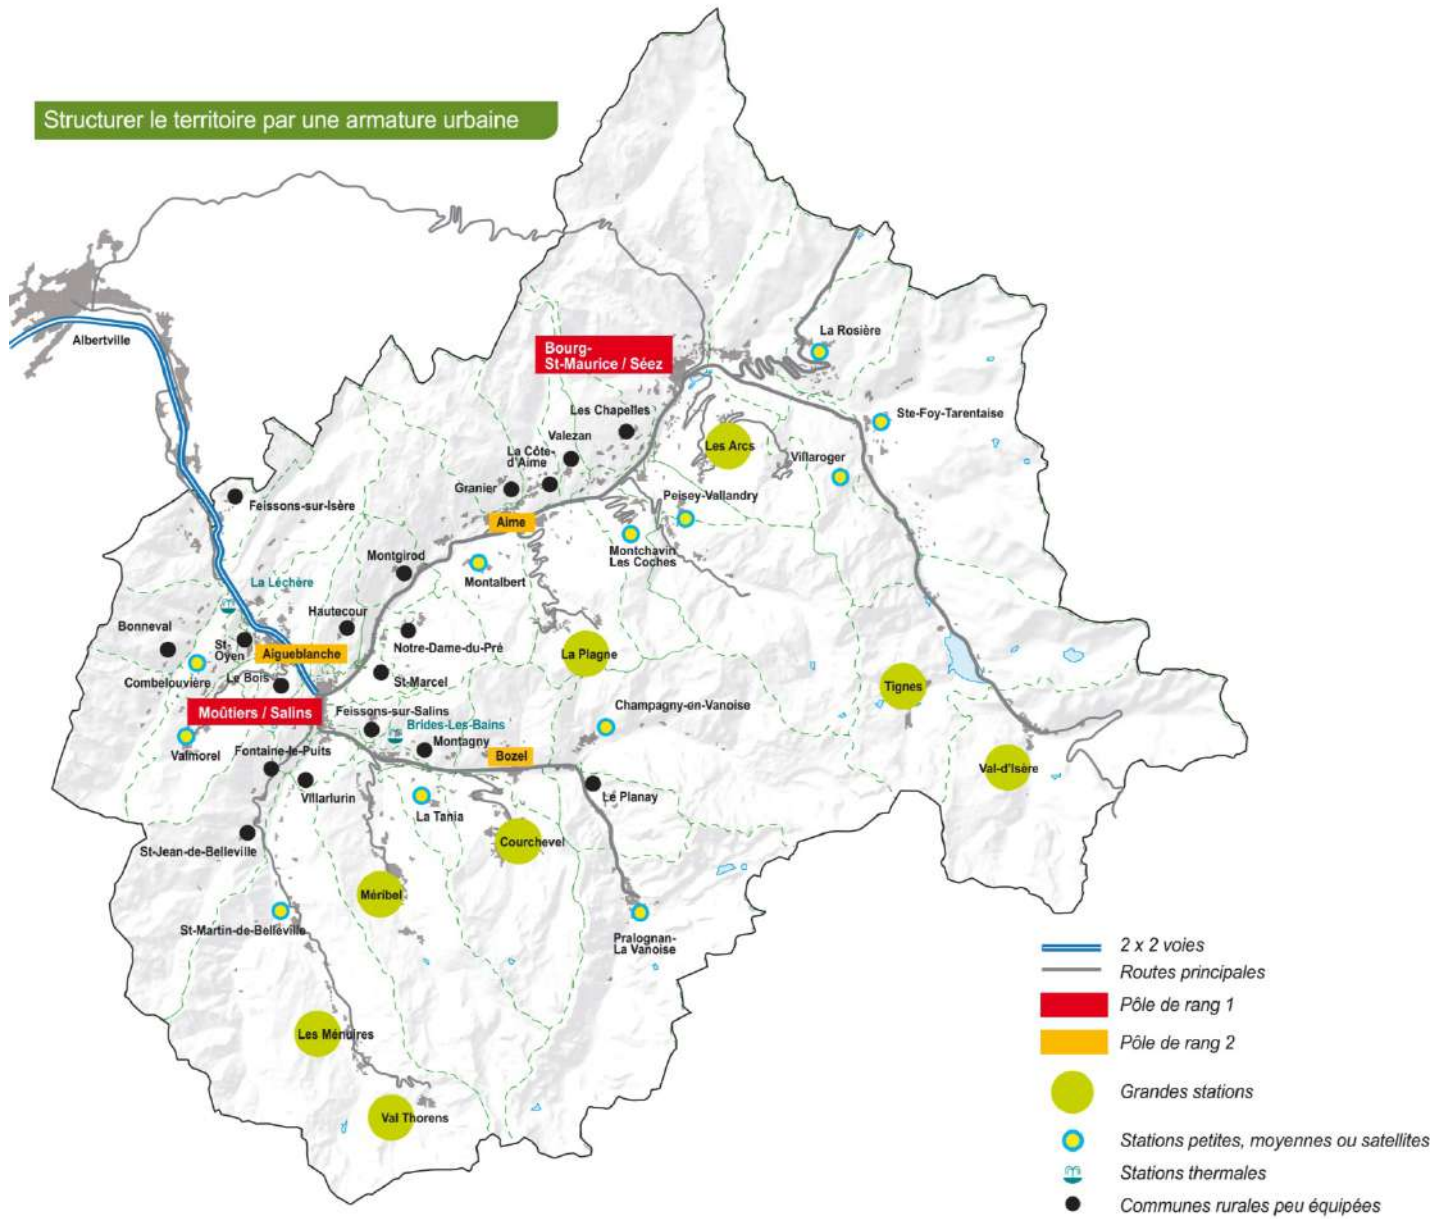 Structurer le territoire par une armature urbaine
Albertville
La Rosière
Bourg-
St-Maurice / Séez
Ste-Foy-Tarentaise
Les Chapelles
Valezan
Les Arcs
La Côte-
d'Aime
Villaroger
Granier
Peisey-Vallandry
Feissons-sur-Isère
Aime
Montchavin
Les Coches
Montgirod
Montalbert
La Léchère
Hautecour
Bonneval
St-
Oyen
Aigueblanche
Notre-Dame-du-Pré
La Plagne
Combelouvière
Le Bois
St-Marcel
Tignes
Moûtiers / Salins
Feissons-sur-Salins
Brides-Les-Bains
Champagny-en-Vanoise
Valmorel
Fontaine-le-Puits
Montagny
Bozel
Val-d'Isère
Villarlurin
La Tania
Le Planay
St-Jean-de-Belleville
Courchevel
Méribel
St-Martin-de-Belleville
Pralognan-
La Vanoise
Les Ménuires
Val Thorens
2 x 2 voies
Routes principales
Pôle de rang 1
Pôle de rang 2
Grandes stations
Stations petites, moyennes ou satellites
Stations thermales
Communes rurales peu équipées